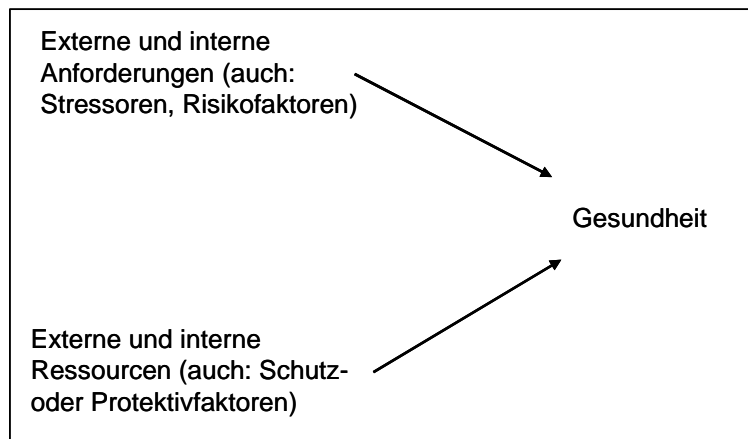 Externe und interne
Anforderungen (auch:
Stressoren, Risikofaktoren)
Gesundheit
Externe und interne
Ressourcen (auch: Schutz-
oder Protektivfaktoren)